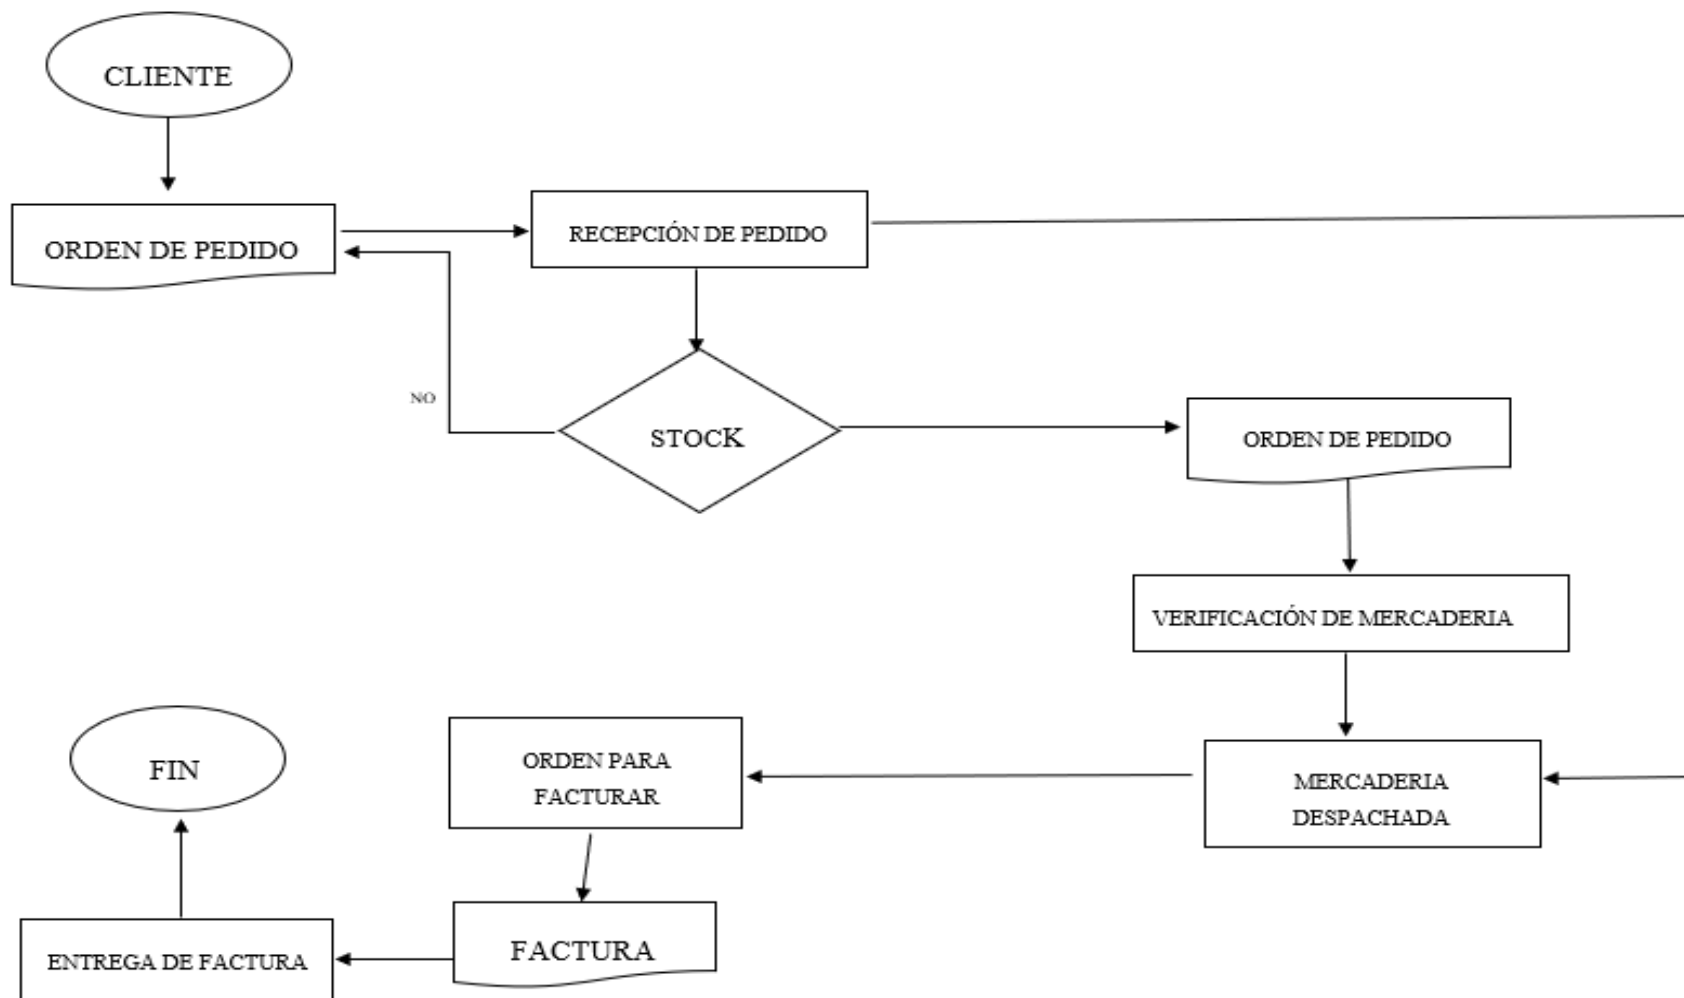 CLIENTE
ORDEN DE PEDIDO
RECEPCIÓN DE PEDIDO
NO
STOCK
ORDEN DE PEDIDO
VERIFICACIÓN DE MERCADERIA
MERCADERIA
DESPACHADA
ORDEN PARA
FACTURAR
FACTURA
ENTREGA DE FACTURA
FIN